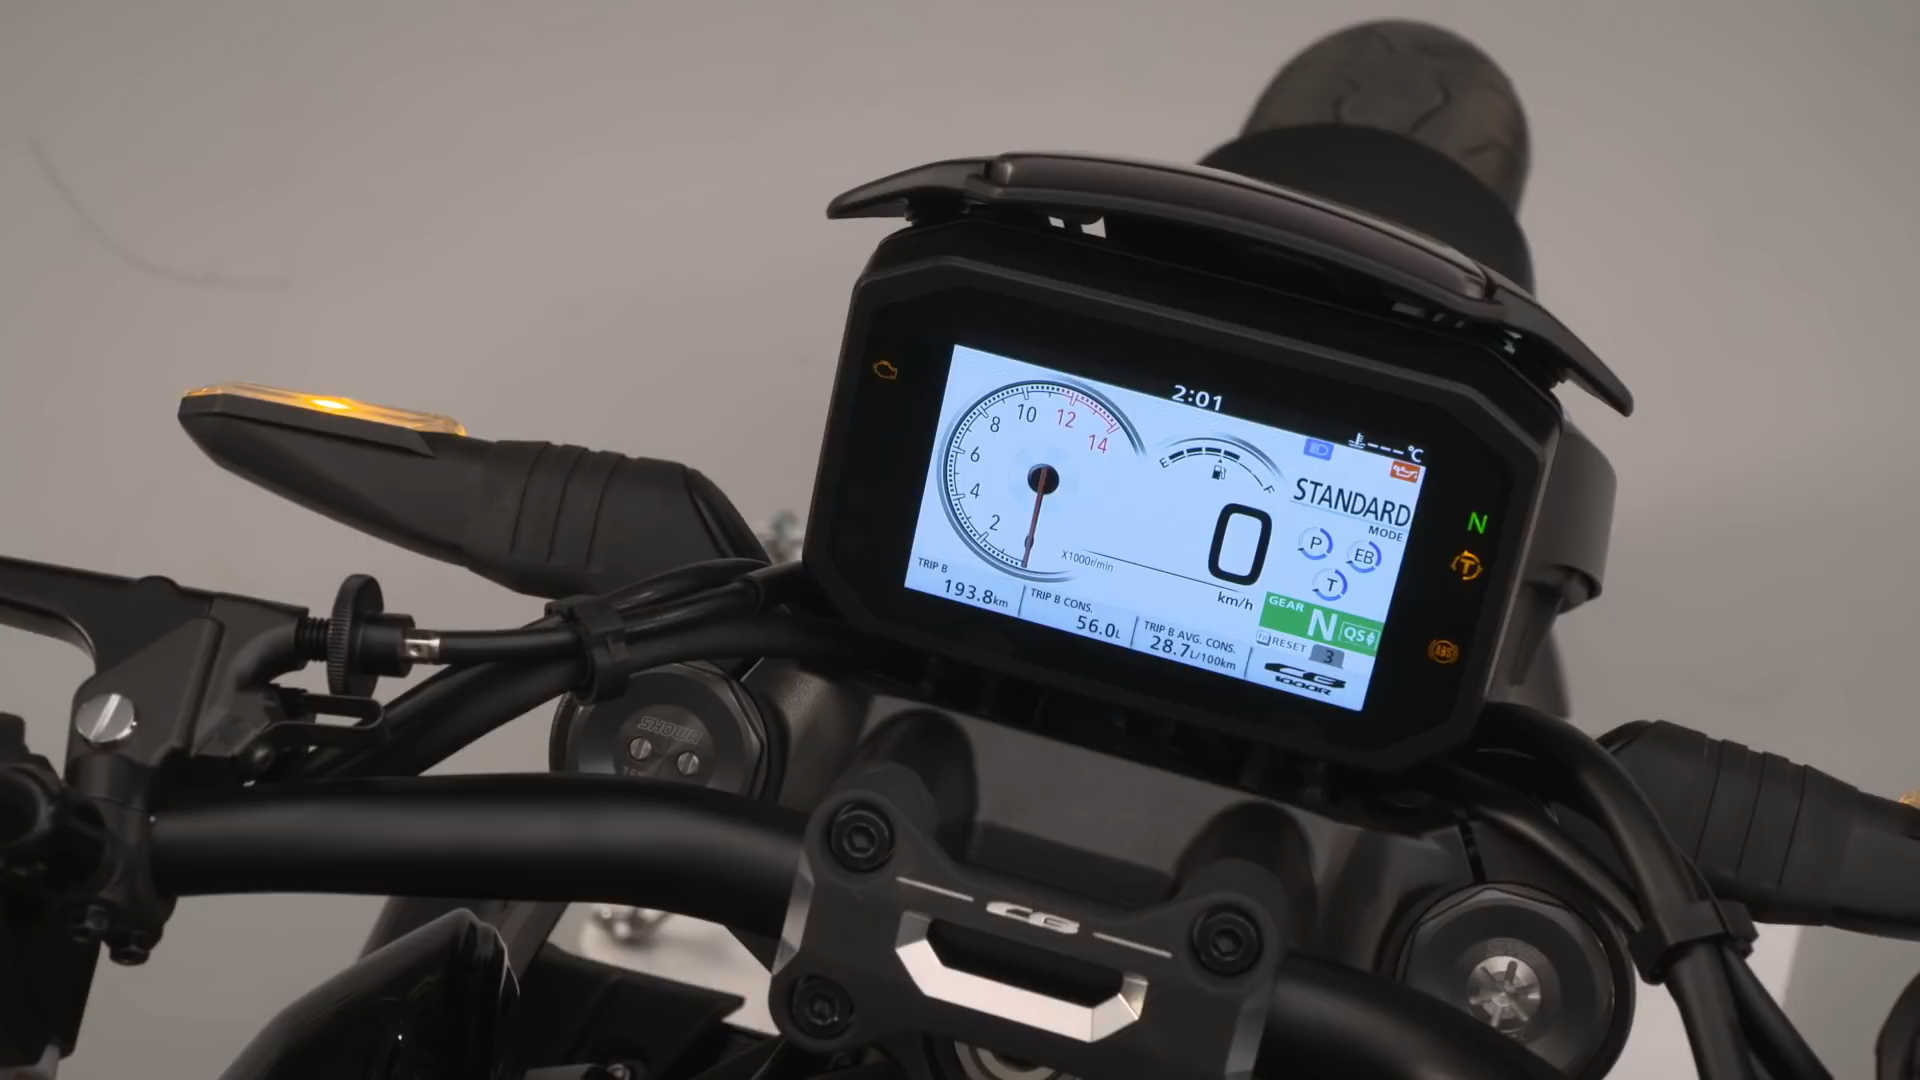 2:01
---°C
2
4
6
8
10
12
14
X1000r/min
E
F
STANDARD
MODE
P
EB
T
0
km/h
GEAR
N
QS
Fn RESET
3
TRIP B
193.8km
TRIP B CONS.
56.0L
TRIP B AVG. CONS.
28.7L/100km
CB
1000R
N
T
ABS
SHOWA
CB